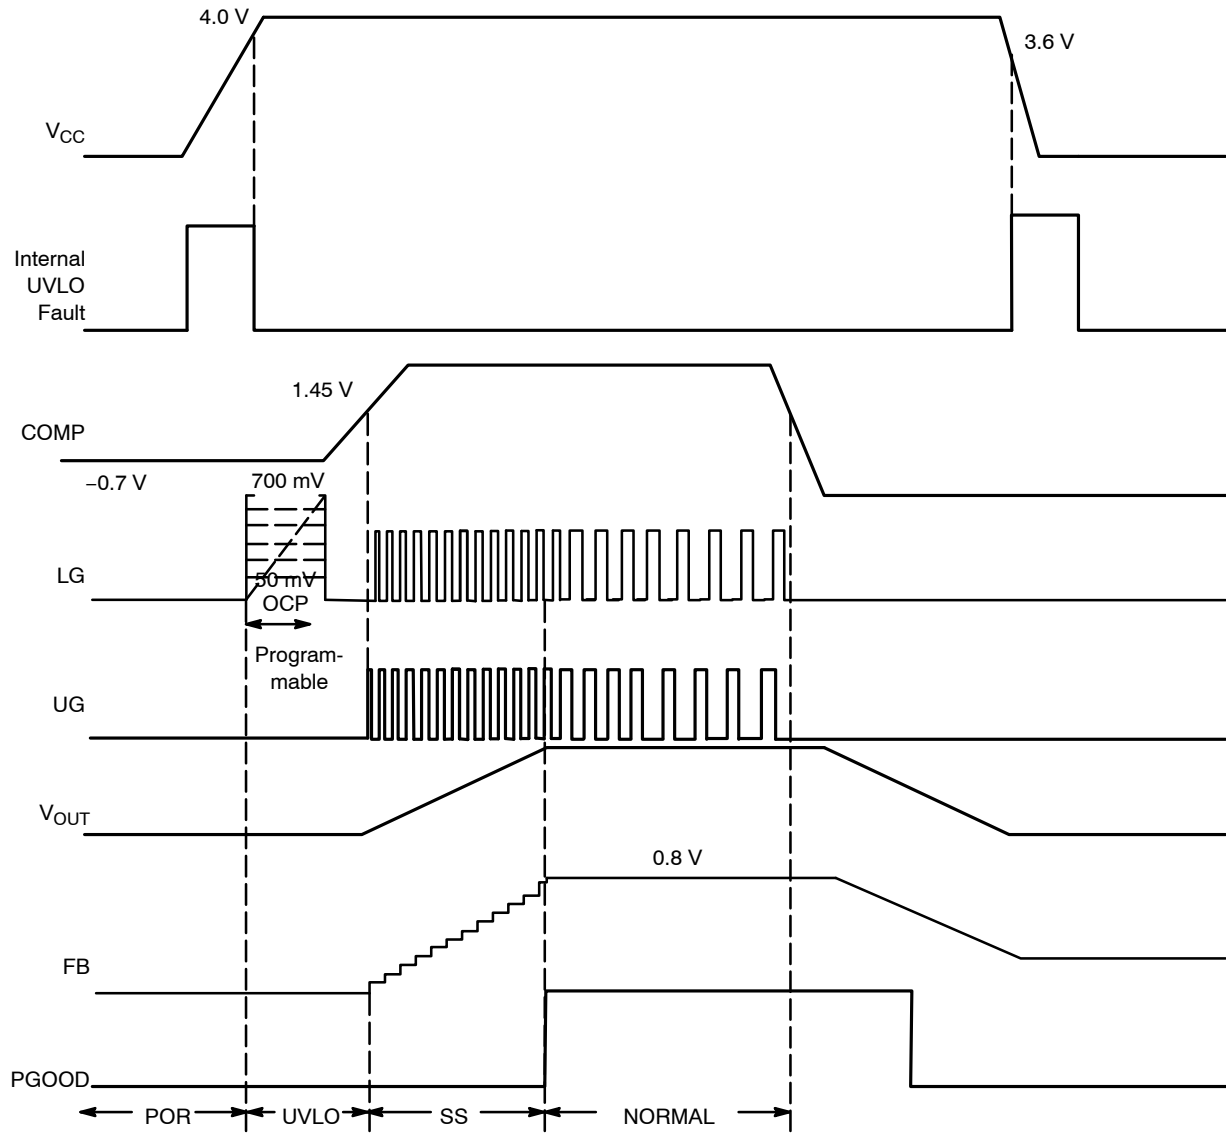 4.0 V
3.6 V
VCC
Internal
UVLO
Fault
1.45 V
COMP
−0.7 V
700 mV
LG
50 mV
OCP
Program-
mable
UG
VOUT
0.8 V
FB
PGOOD
POR
UVLO
SS
NORMAL